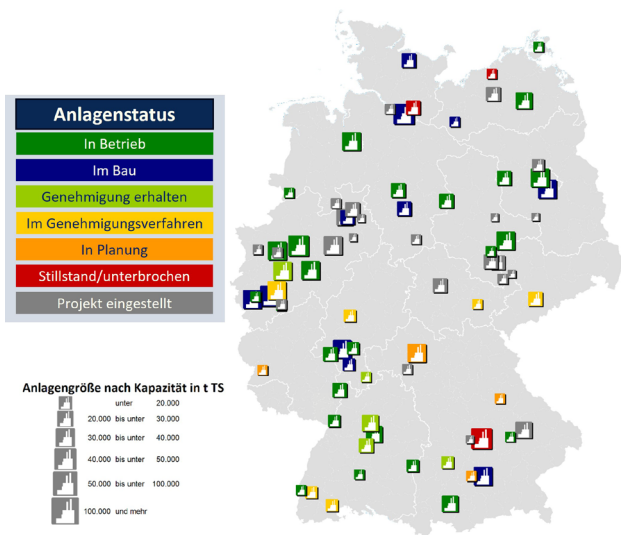 Anlagenstatus
In Betrieb
Im Bau
Genehmigung erhalten
Im Genehmigungsverfahren
In Planung
Stillstand/unterbrochen
Projekt eingestellt
Anlagengröße nach Kapazität in t TS
unter 20.000
20.000 bis unter 30.000
30.000 bis unter 40.000
40.000 bis unter 50.000
50.000 bis unter 100.000
100.000 und mehr